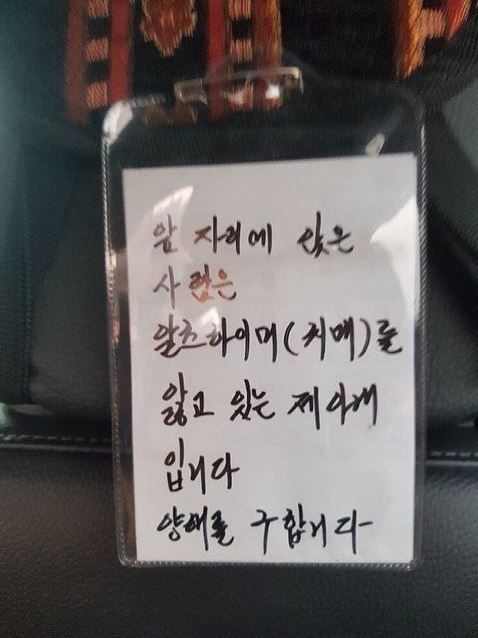 앞 자리에 앉은
사람은
알츠하이머(치매)를
앓고 있는 제 아내
입니다
양해를 구합니다